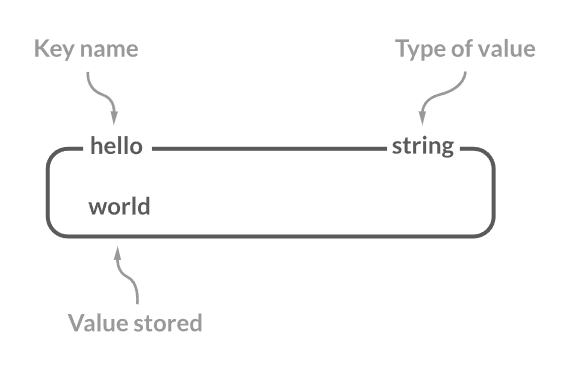 Key name
Type of value
hello
string
world
Value stored